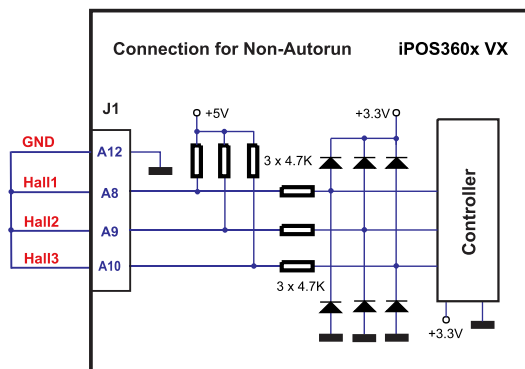 Connection for Non-Autorun iPOS360x VX
J1
+5V
+3.3V
GND
A12
3 x 4.7K
Hall1
A8
Hall2
A9
Hall3
A10
3 x 4.7K
Controller
+3.3V